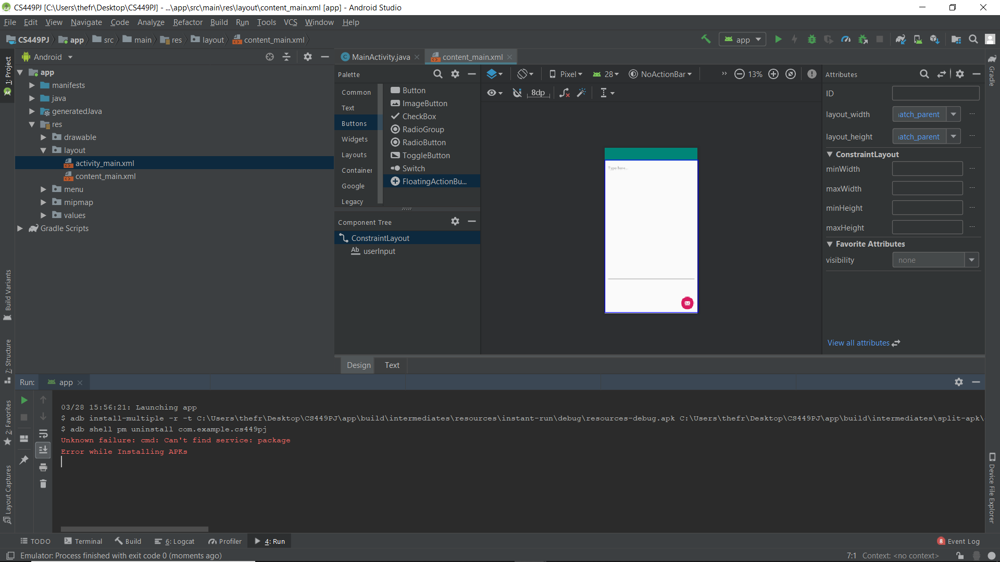 CS449PJ [C:\Users\thefr\Desktop\CS449PJ] - ...\app\src\main\res\layout\content_main.xml [app] - Android Studio
File Edit View Navigate Code Analyze Refactor Build Run Tools VCS Window Help
CS449PJ app src main res layout content_main.xml
app
Android
MainActivity.java
content_main.xml
1: Project
Build Variants
7: Structure
2: Favorites
Layout Captures
app
manifests
java
generatedJava
res
drawable
layout
activity_main.xml
content_main.xml
menu
mipmap
values
Gradle Scripts
Palette
Common
Text
Buttons
Widgets
Layouts
Container
Google
Legacy
Button
ImageButton
CheckBox
RadioGroup
RadioButton
ToggleButton
Switch
FloatingActionBu...
Component Tree
ConstraintLayout
Ab userInput
Pixel 28 NoActionBar >> 13%
8dp
Type here...
Design Text
Attributes
ID
layout_width atch_parent ...
layout_height atch_parent ...
ConstraintLayout
minWidth ...
maxWidth ...
minHeight ...
maxHeight ...
Favorite Attributes
visibility none
View all attributes
Gradle
Device File Explorer
Run: app
03/28 15:56:21: Launching app
$ adb install-multiple -r -t C:\Users\thefr\Desktop\CS449PJ\app\build\intermediates\resources\instant-run\debug\resources-debug.apk C:\Users\thefr\Desktop\CS449PJ\app\build\intermediates\split-apk\
$ adb shell pm uninstall com.example.cs449pj
Unknown failure: cmd: Can't find service: package
Error while Installing APKs
TODO Terminal Build 6: Logcat Profiler 4: Run
8 Event Log
Emulator: Process finished with exit code 0 (moments ago)
7:1 Context: <no context>